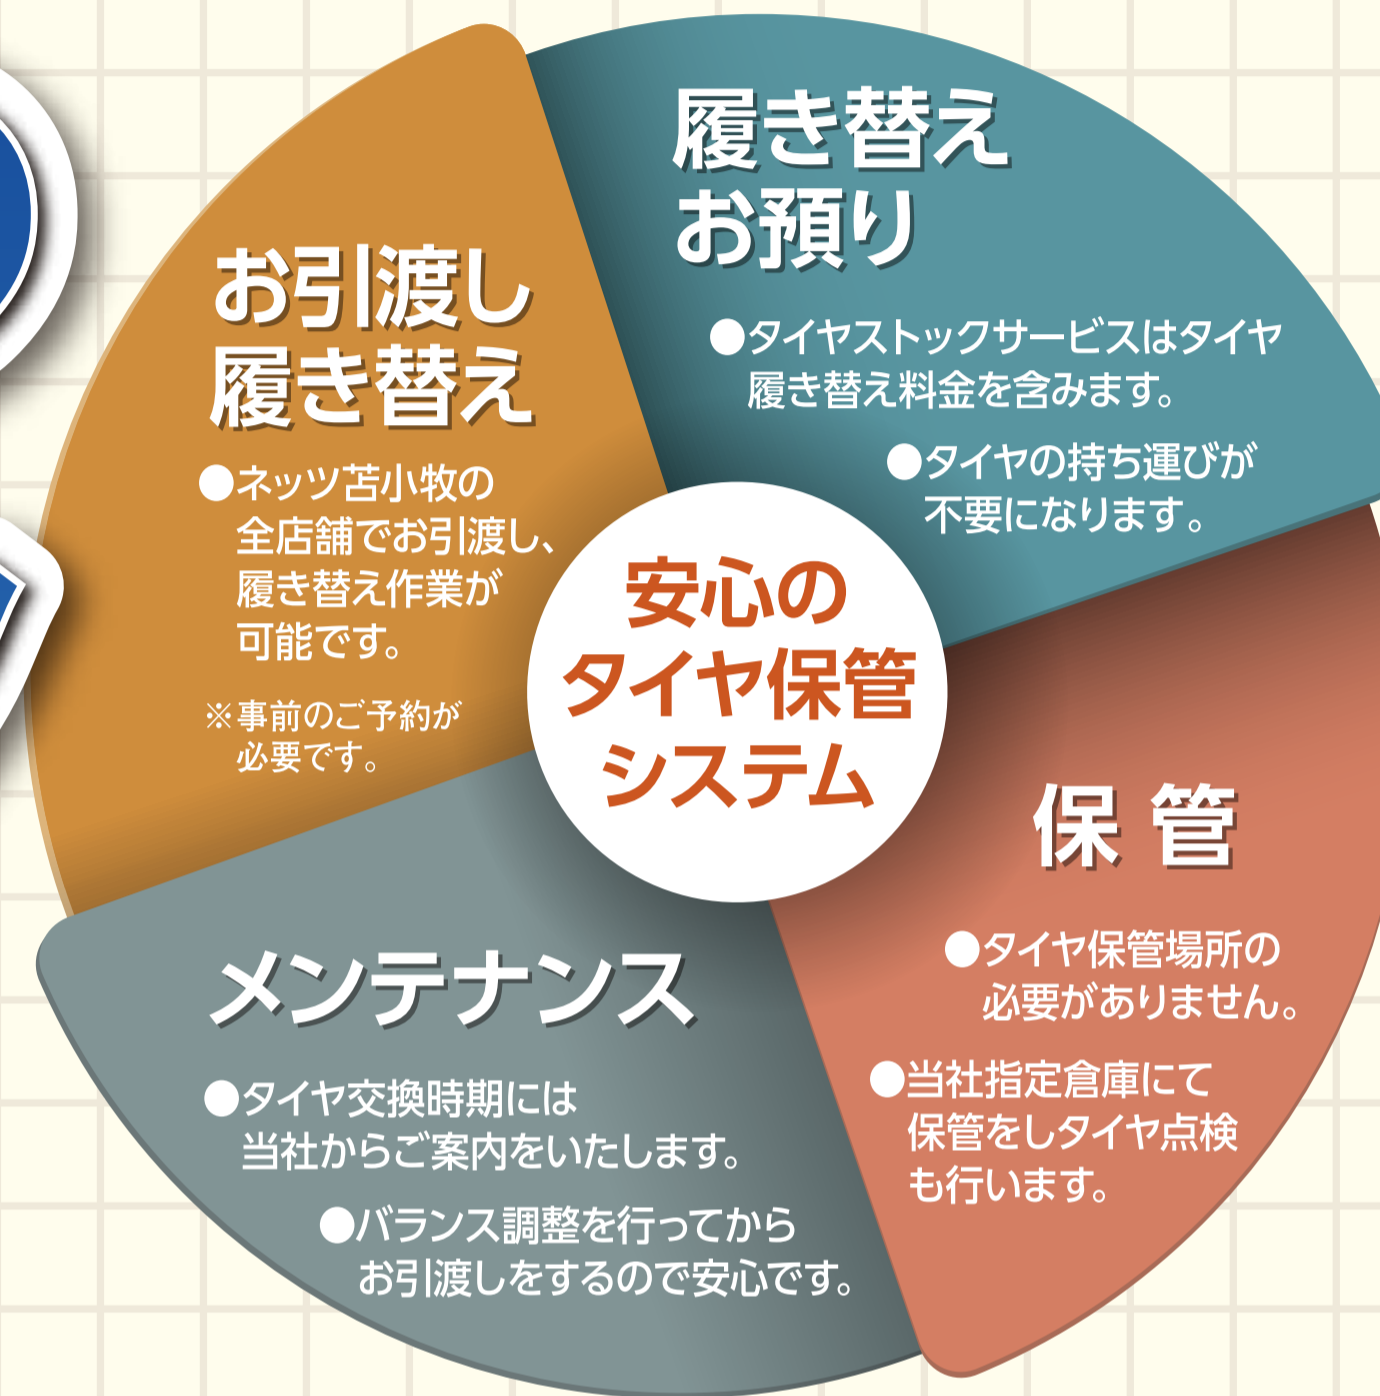 履き替え
お預り
●タイヤストックサービスはタイヤ
履き替え料金を含みます。
●タイヤの持ち運びが
不要になります。
保 管
●タイヤ保管場所の
必要がありません。
●当社指定倉庫にて
保管をしタイヤ点検
も行います。
メンテナンス
●タイヤ交換時期には
当社からご案内をいたします。
●バランス調整を行ってから
お引渡しをするので安心です。
お引渡し
履き替え
●ネッツ苫小牧の
全店舗でお引渡し、
履き替え作業が
可能です。
※事前のご予約が
必要です。
安心の
タイヤ保管
システム